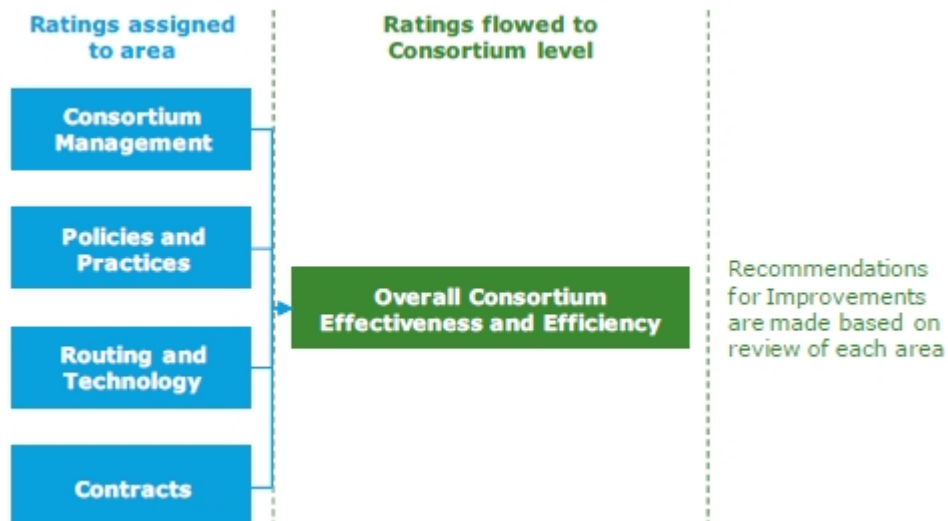 Ratings assigned
to area
Ratings flowed to
Consortium level
Consortium
Management
Policies and
Practices
Routing and
Technology
Contracts
Overall Consortium
Effectiveness and Efficiency
Recommendations
for Improvements
are made based on
review of each area